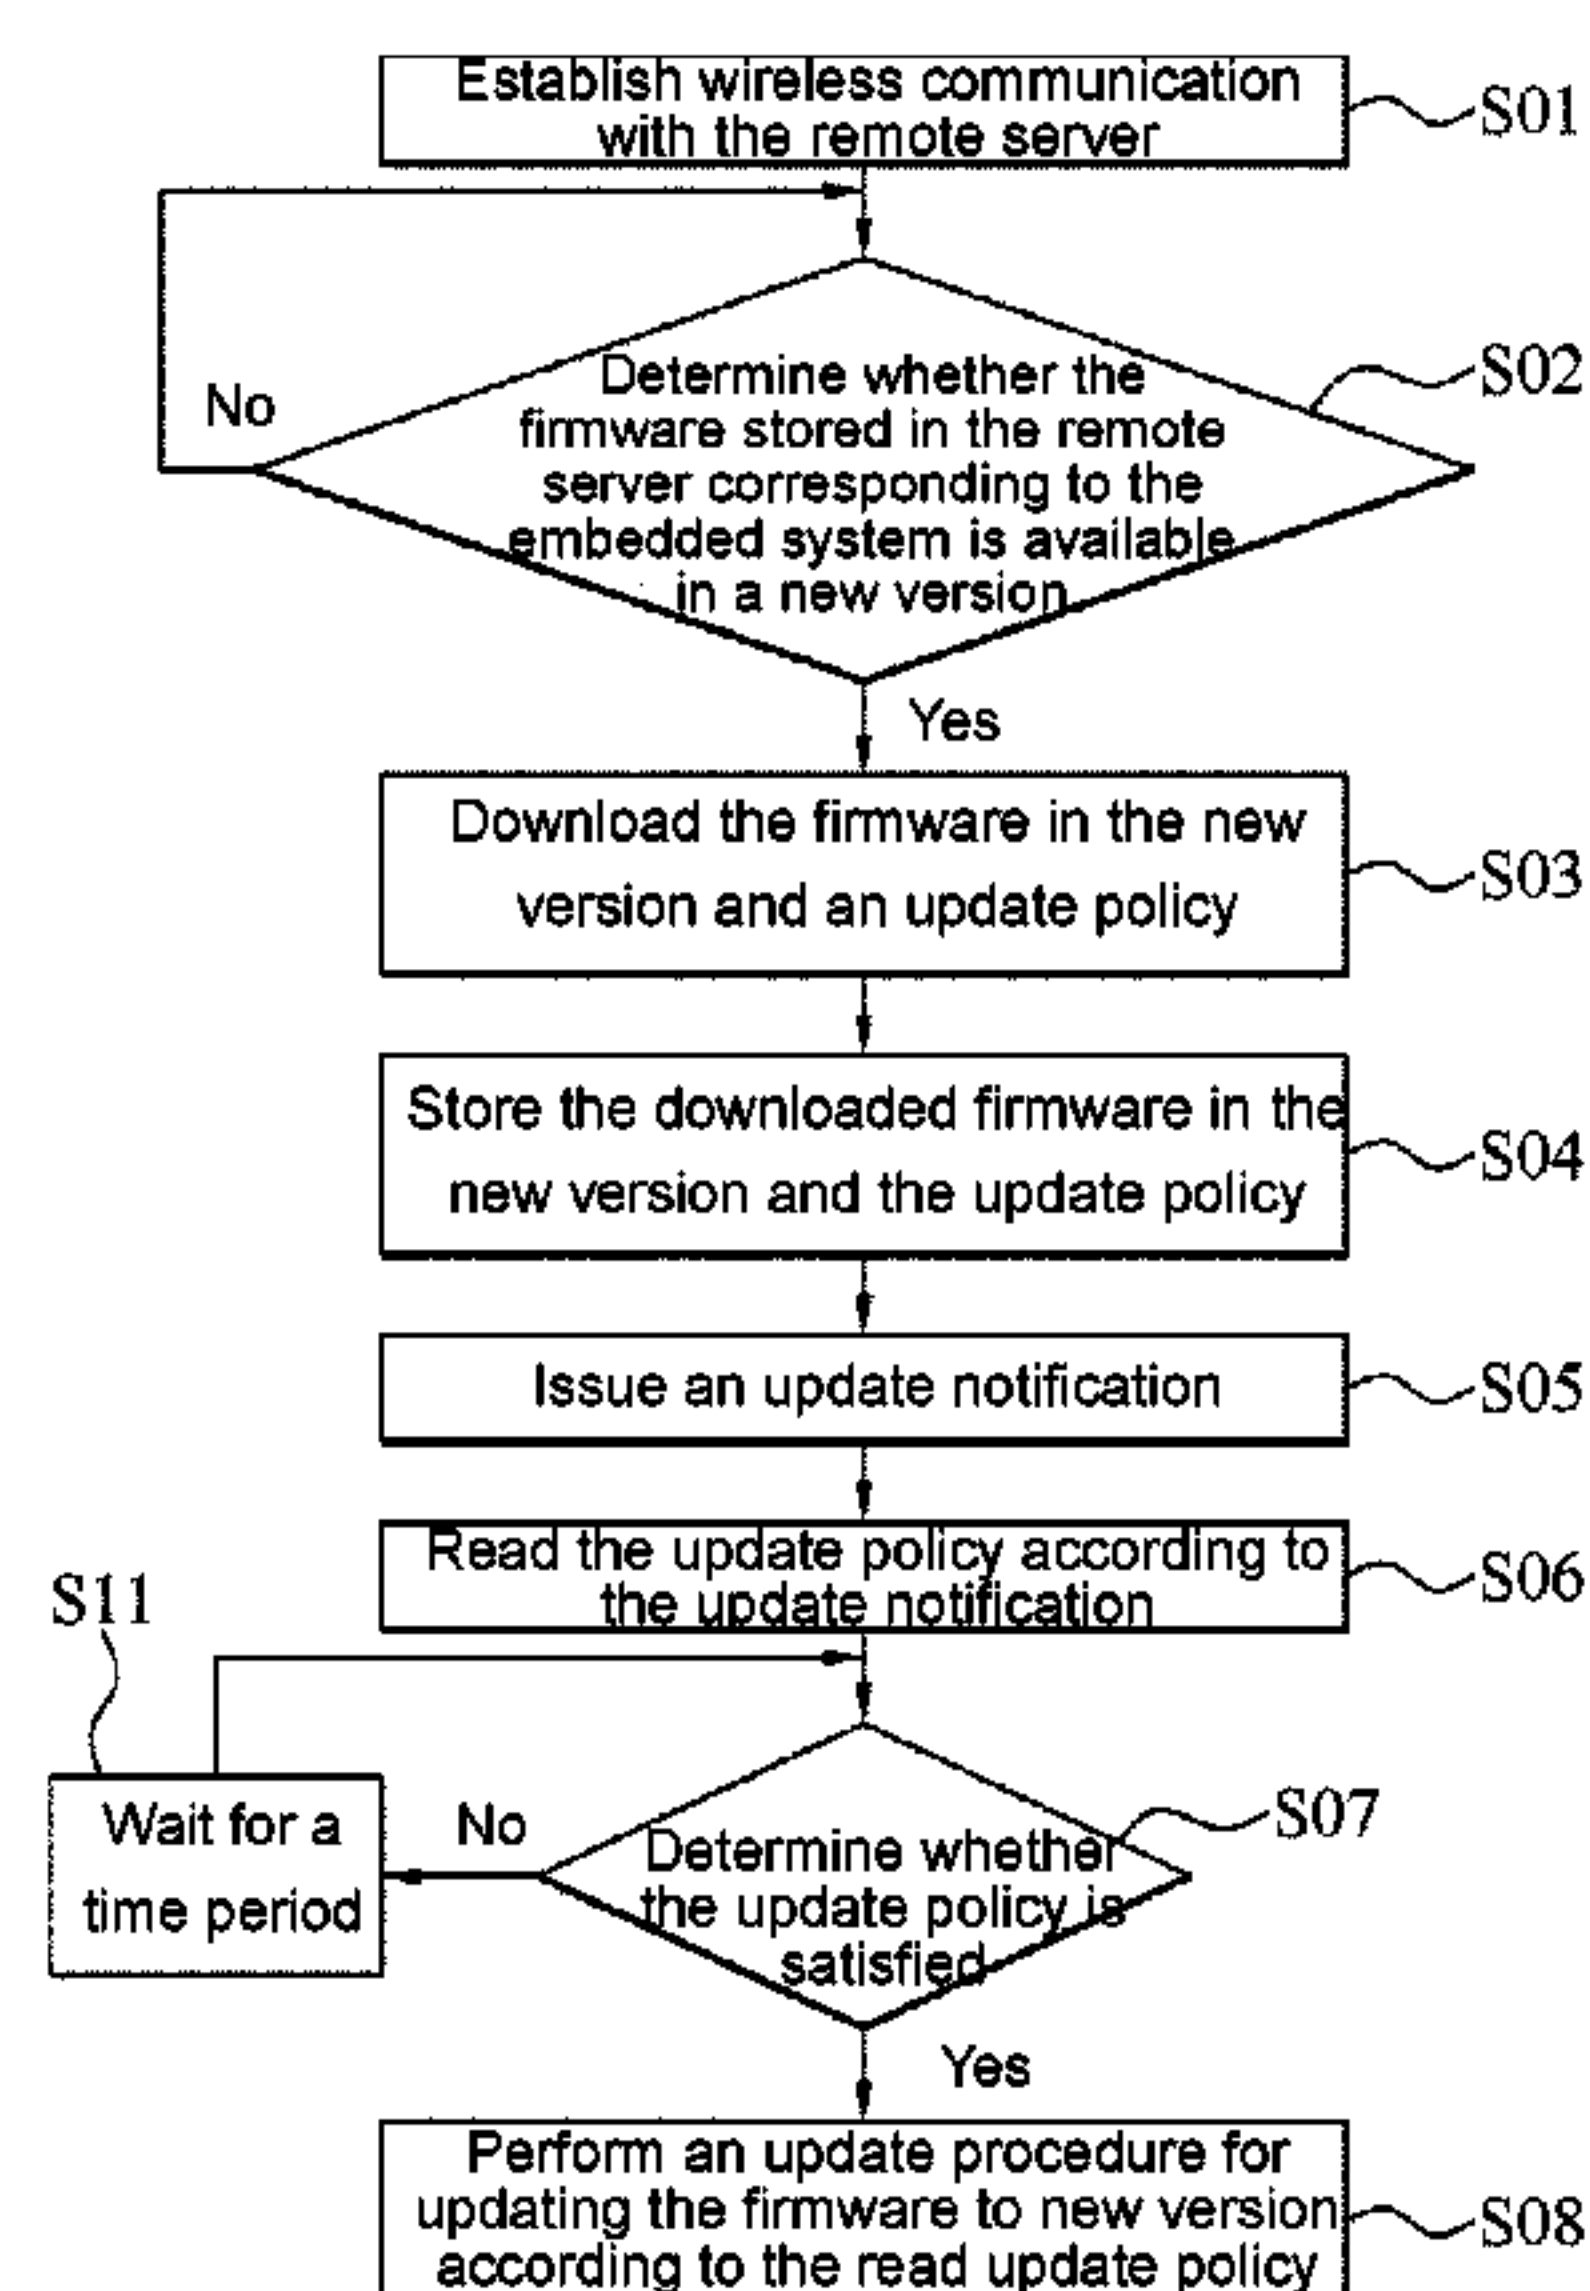 Establish wireless communication
with the remote server
S01
Determine whether the
firmware stored in the remote
server corresponding to the
embedded system is available
in a new version
S02
No
Yes
Download the firmware in the new
version and an update policy
S03
Store the downloaded firmware in the
new version and the update policy
S04
Issue an update notification
S05
Read the update policy according to
the update notification
S06
S11
Wait for a
time period
No
Determine whether
the update policy is
satisfied
S07
Yes
Perform an update procedure for
updating the firmware to new version
according to the read update policy
S08